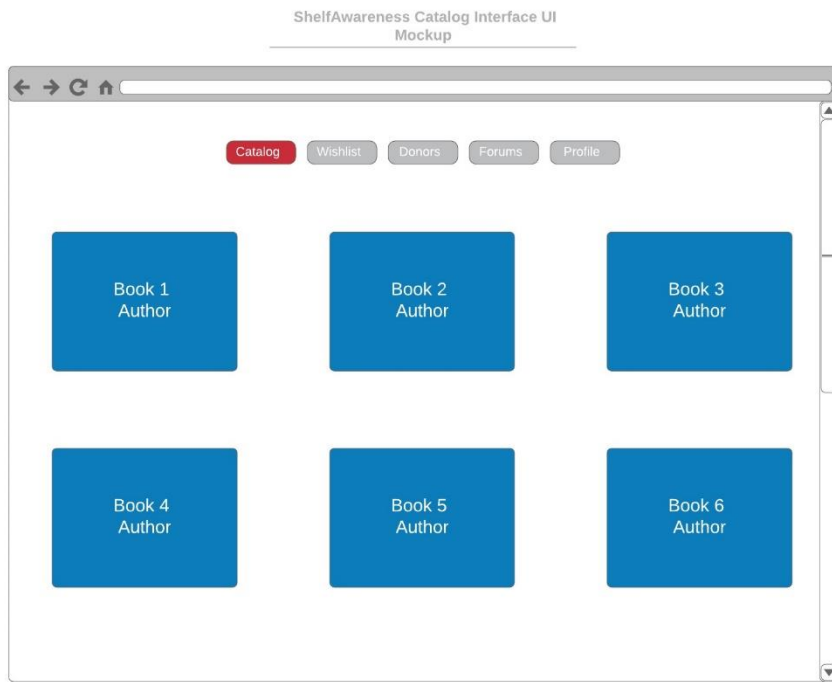 ShelfAwareness Catalog Interface UI
Mockup
Catalog Wishlist Donors Forums Profile
Book 1
Author
Book 2
Author
Book 3
Author
Book 4
Author
Book 5
Author
Book 6
Author